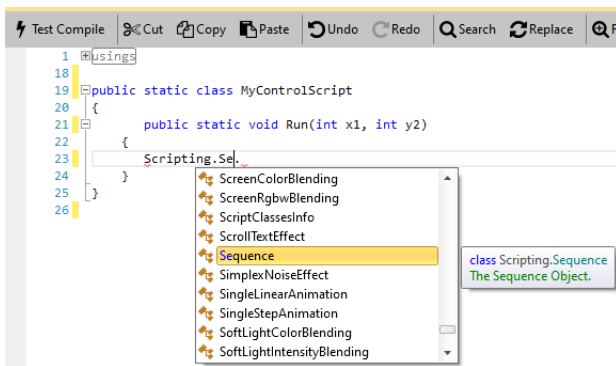 Test Compile Cut Copy Paste Undo Redo Search Replace
1 usings
18
19 public static class MyControlScript
20 {
21 public static void Run(int x1, int y2)
22 {
23 Scripting.Se.
24 }
25 }
26
ScreenColorBlending
ScreenRgbwBlending
ScriptClassesInfo
ScrollTextEffect
Sequence
SimplexNoiseEffect
SingleLinearAnimation
SingleStepAnimation
SoftLightColorBlending
SoftLightIntensityBlending
class Scripting.Sequence
The Sequence Object.